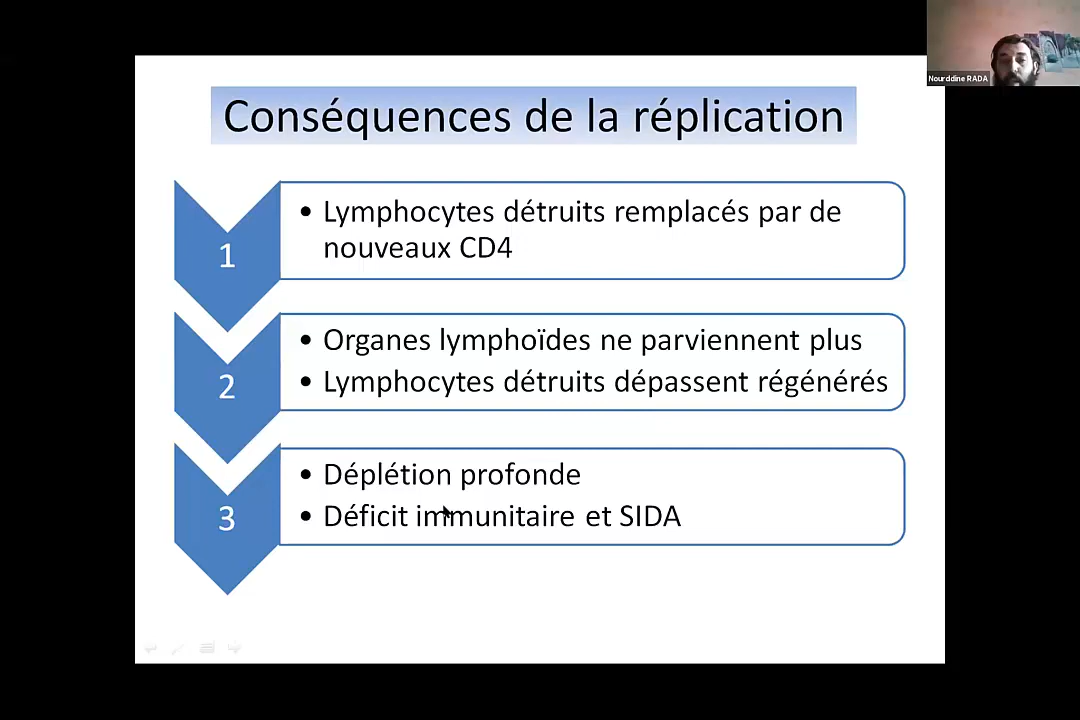 Nourddine RADA
Conséquences de la réplication
1
• Lymphocytes détruits remplacés par de
nouveaux CD4
2
• Organes lymphoïdes ne parviennent plus
• Lymphocytes détruits dépassent régénérés
3
• Déplétion profonde
• Déficit immunitaire et SIDA